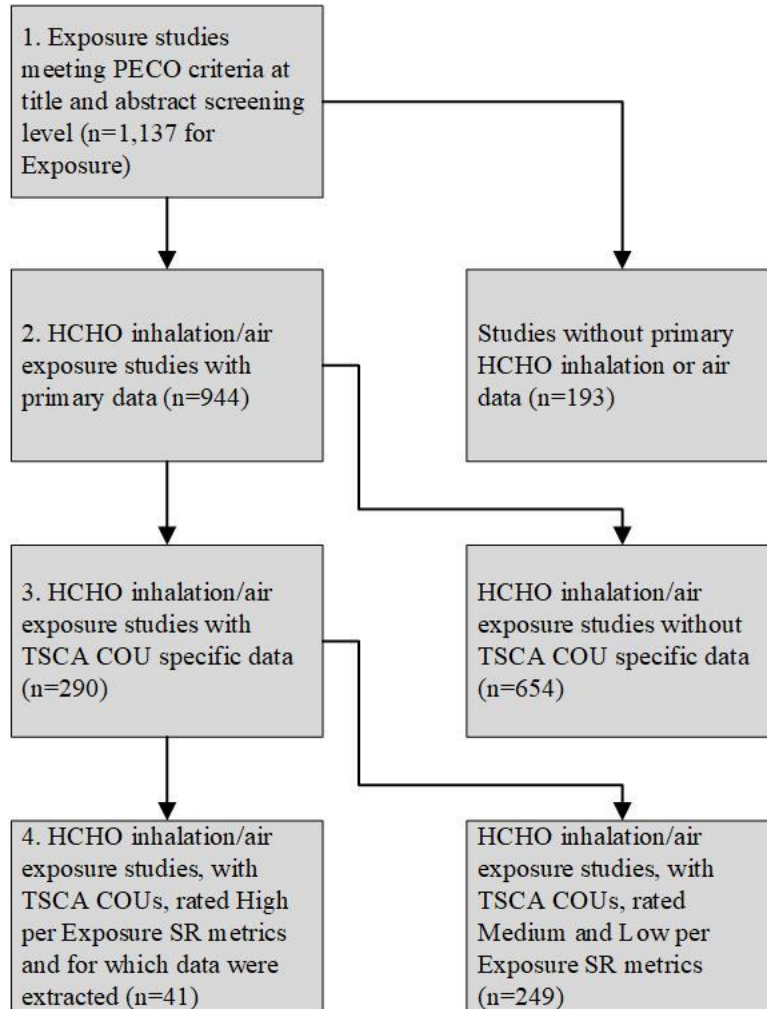 1. Exposure studies
meeting PECO criteria at
title and abstract screening
level (n=1,137 for
Exposure)
2. HCHO inhalation/air
exposure studies with
primary data (n=944)
Studies without primary
HCHO inhalation or air
data (n=193)
3. HCHO inhalation/air
exposure studies with
TSCA COU specific data
(n=290)
HCHO inhalation/air
exposure studies without
TSCA COU specific data
(n=654)
4. HCHO inhalation/air
exposure studies, with
TSCA COUs, rated High
per Exposure SR metrics
and for which data were
extracted (n=41)
HCHO inhalation/air
exposure studies, with
TSCA COUs, rated
Medium and Low per
Exposure SR metrics
(n=249)